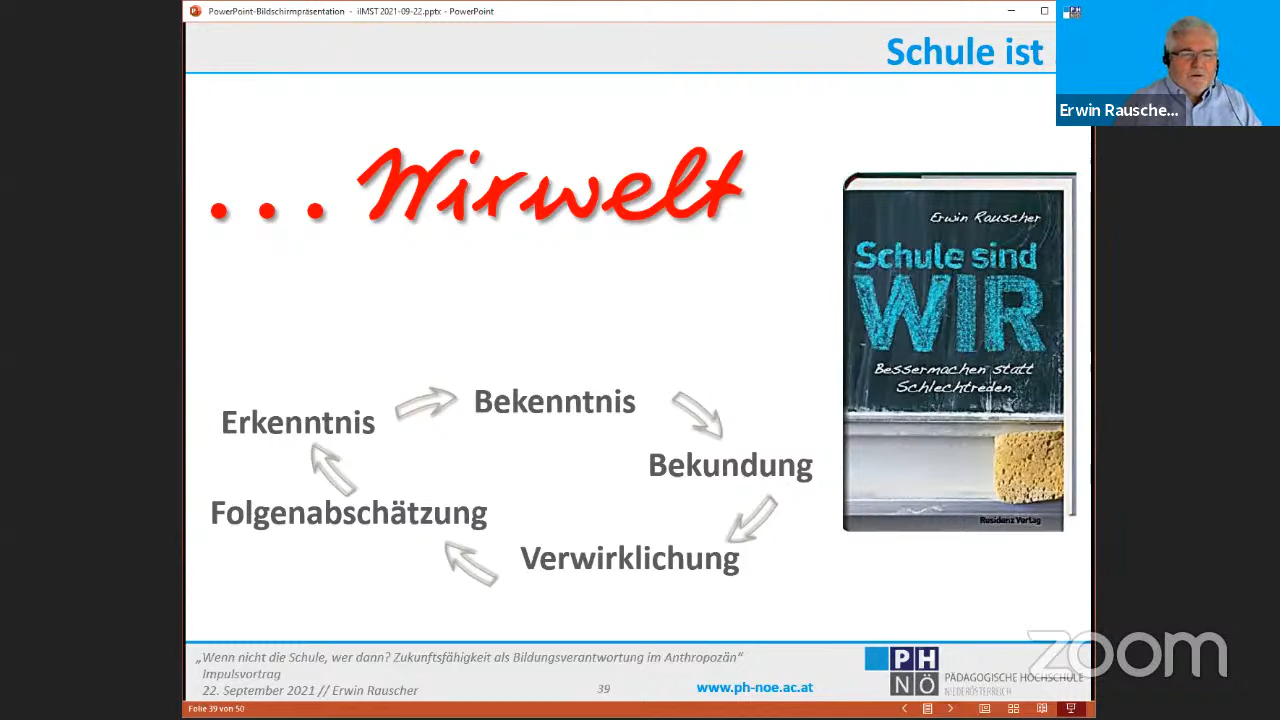 PowerPoint-Bildschirmpräsentation - iIMST2021-09-22.pptx - PowerPoint
PH
NÖ
Schule ist
Erwin Rausche...
... Wirwelt
Erwin Rauscher
Schule sind
WIR
Bessermachen statt
Schlechtreden.
Residenz Verlag
Erkenntnis
Bekenntnis
Bekundung
Verwirklichung
Folgenabschätzung
„Wenn nicht die Schule, wer dann? Zukunftsfähigkeit als Bildungsverantwortung im Anthropozän“
Impulsvortrag
22. September 2021 // Erwin Rauscher
39
www.ph-noe.ac.at
PH
NÖ
PÄDAGOGISCHE HOCHSCHULE
NIEDERÖSTERREICH
zoom
Folie 39 von 50